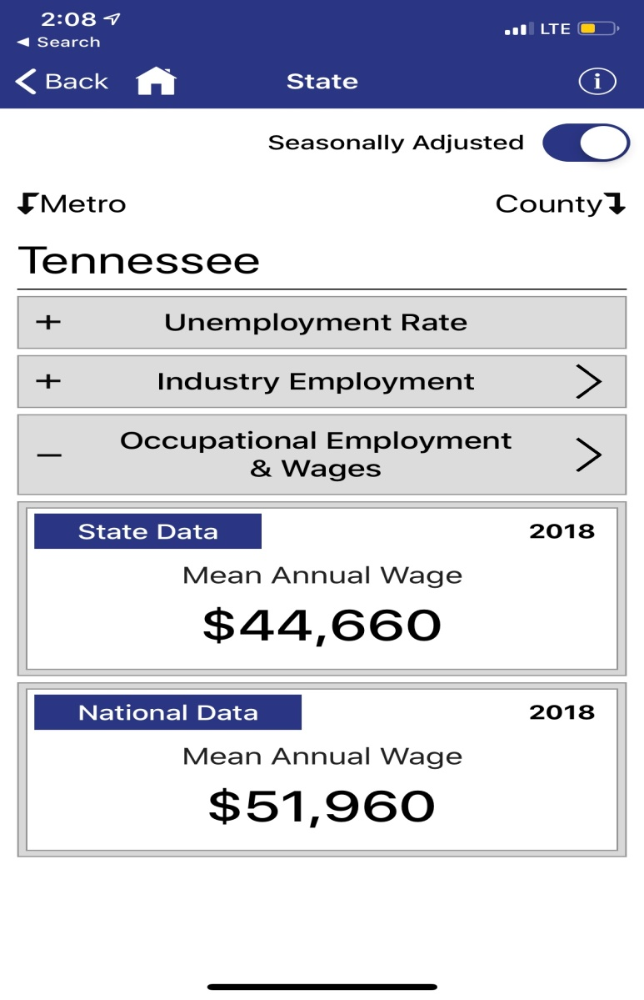 2:08
LTE
◀ Search
Back
State
i
Seasonally Adjusted
Metro
County
Tennessee
+ Unemployment Rate
+ Industry Employment
– Occupational Employment
& Wages
State Data
2018
Mean Annual Wage
$44,660
National Data
2018
Mean Annual Wage
$51,960